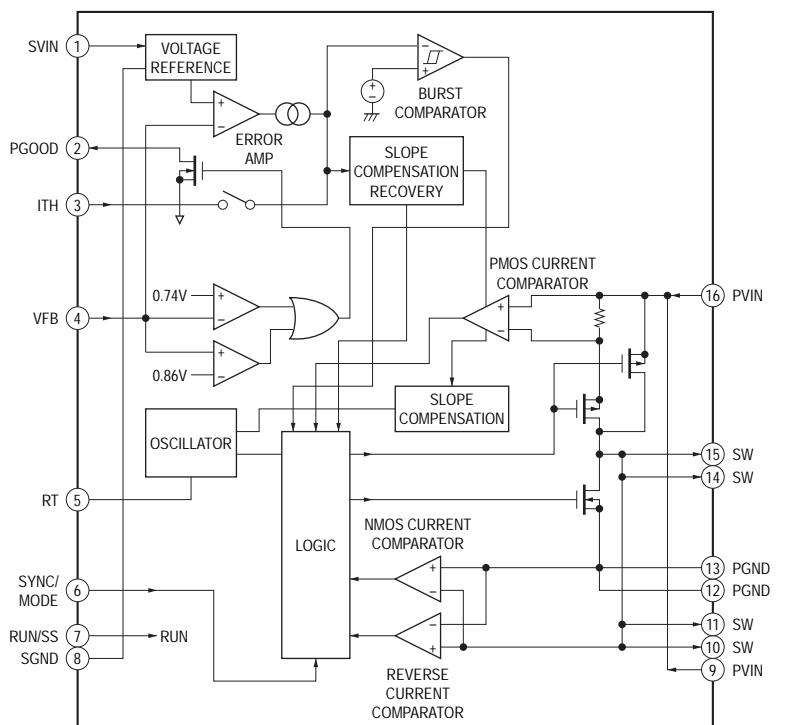 SVIN 1
VOLTAGE
REFERENCE
+
−
ERROR
AMP
−
+
+
−
BURST
COMPARATOR
PGOOD 2
SLOPE
COMPENSATION
RECOVERY
ITH 3
PMOS CURRENT
COMPARATOR
+
−
16 PVIN
0.74V
+
−
VFB 4
+
−
0.86V
SLOPE
COMPENSATION
OSCILLATOR
15 SW
14 SW
RT 5
LOGIC
NMOS CURRENT
COMPARATOR
+
−
13 PGND
12 PGND
SYNC/
MODE
6
−
+
11 SW
10 SW
RUN/SS 7
RUN
SGND 8
9 PVIN
REVERSE
CURRENT
COMPARATOR